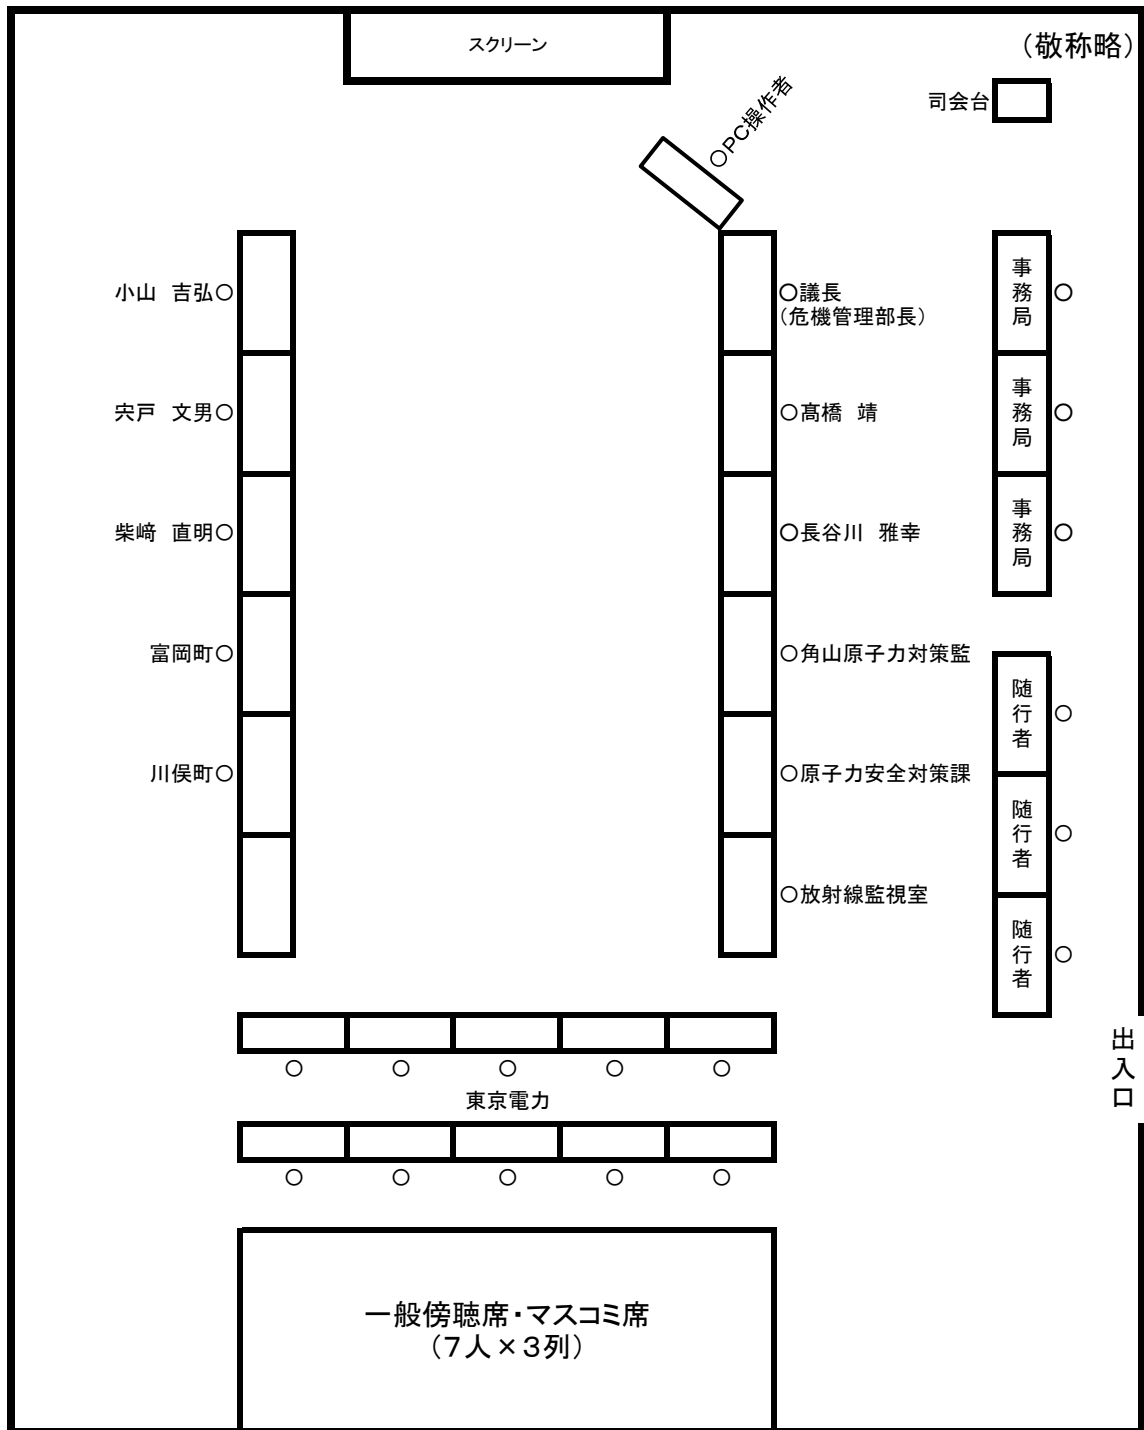 スクリーン
（敬称略）
司会台
○PC操作者
小山　吉弘○
○議長
（危機管理部長）
事務局
○
宍戸　文男○
○髙橋　靖
事務局
○
柴﨑　直明○
○長谷川　雅幸
事務局
○
富岡町○
○角山原子力対策監
随行者
○
川俣町○
○原子力安全対策課
随行者
○
○放射線監視室
随行者
○
出入口
○　○　○　○　○
東京電力
○　○　○　○　○
一般傍聴席・マスコミ席
（７人×３列）